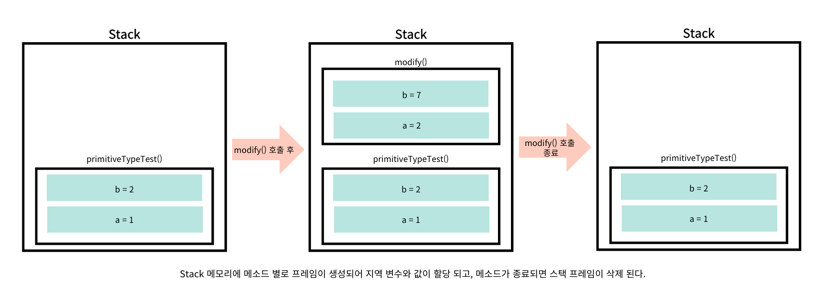 Stack
primitiveTypeTest()
b = 2
a = 1
modify() 호출 후
Stack
modify()
b = 7
a = 2
primitiveTypeTest()
b = 2
a = 1
modify() 호출
종료
Stack
primitiveTypeTest()
b = 2
a = 1
Stack 메모리에 메소드 별로 프레임이 생성되어 지역 변수와 값이 할당 되고, 메소드가 종료되면 스택 프레임이 삭제 된다.